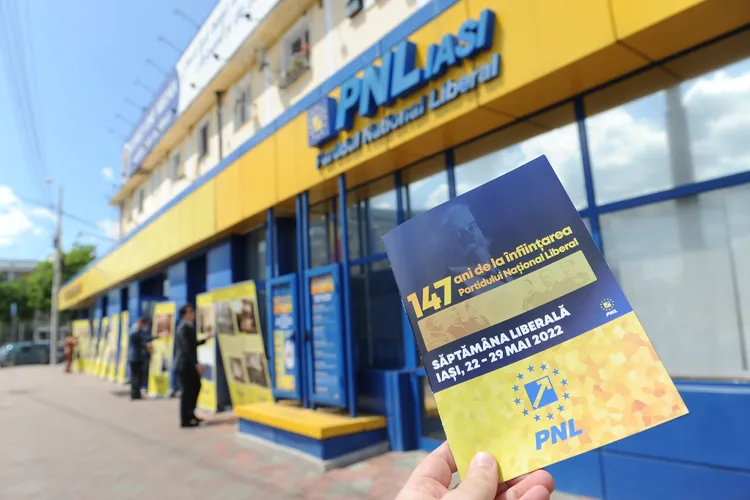 PNL IAȘI
Partidul Național Liberal
147 ani de la înființarea
Partidului Național Liberal
SĂPTĂMÂNA LIBERALĂ
IAȘI, 22 – 29 MAI 2022
PNL
PNL